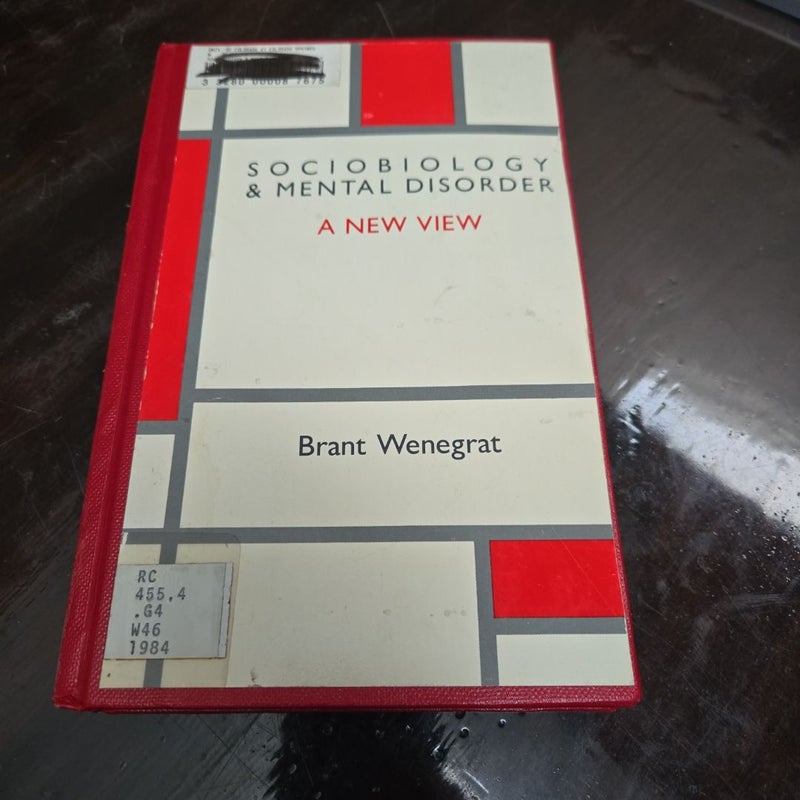 SOCIOBIOLOGY
& MENTAL DISORDER
A NEW VIEW
Brant Wenegrat
RC
455.4
.G4
W46
1984